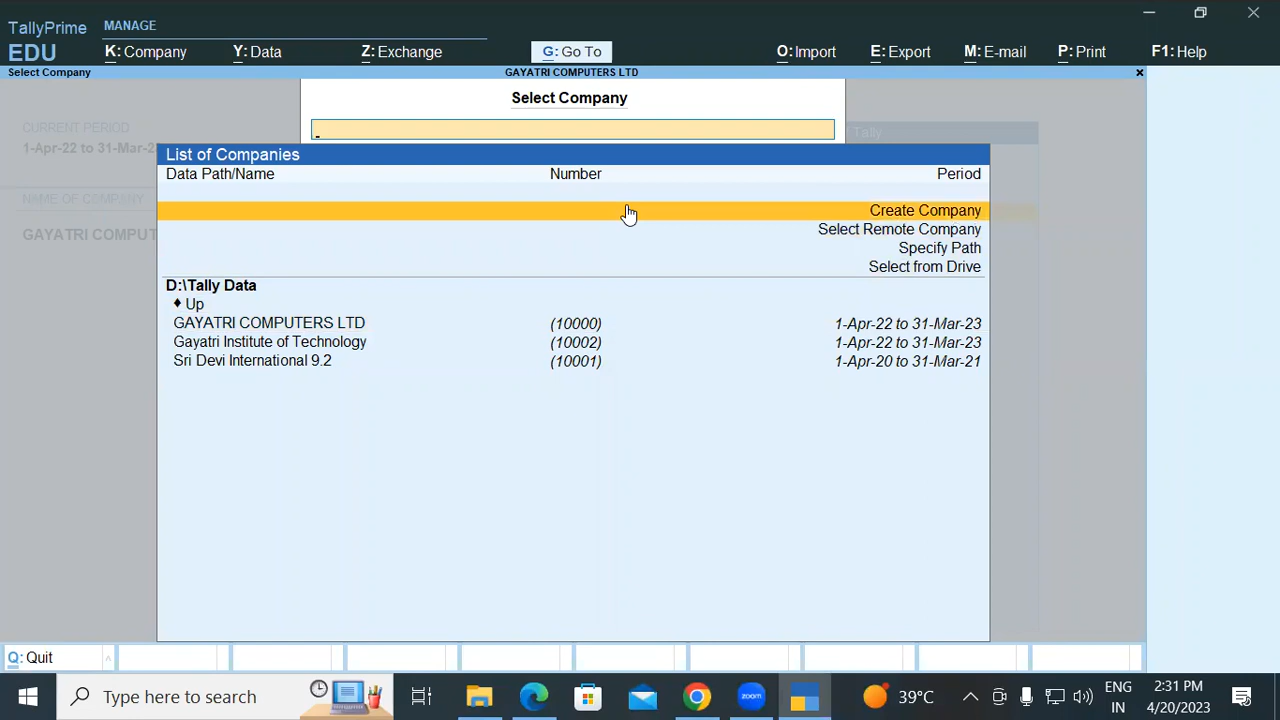 TallyPrime MANAGE
EDU K: Company Y: Data Z: Exchange G: Go To O: Import E: Export M: E-mail P: Print F1: Help
Select Company GAYATRI COMPUTERS LTD
Select Company
CURRENT PERIOD
1-Apr-22 to 31-Mar-2
Tally
NAME OF COMPANY
GAYATRI COMPUT
List of Companies
Data Path/Name Number Period
Create Company
Select Remote Company
Specify Path
Select from Drive
D:\Tally Data
♦ Up
GAYATRI COMPUTERS LTD (10000) 1-Apr-22 to 31-Mar-23
Gayatri Institute of Technology (10002) 1-Apr-22 to 31-Mar-23
Sri Devi International 9.2 (10001) 1-Apr-20 to 31-Mar-21
Q: Quit
Type here to search
zoom
39°C
ENG
IN
2:31 PM
4/20/2023